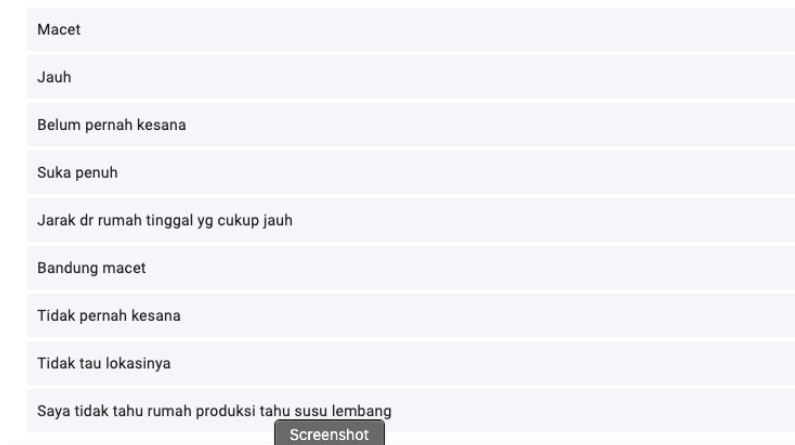 Macet
Jauh
Belum pernah kesana
Suka penuh
Jarak dr rumah tinggal yg cukup jauh
Bandung macet
Tidak pernah kesana
Tidak tau lokasinya
Saya tidak tahu rumah produksi tahu susu lembang
Screenshot